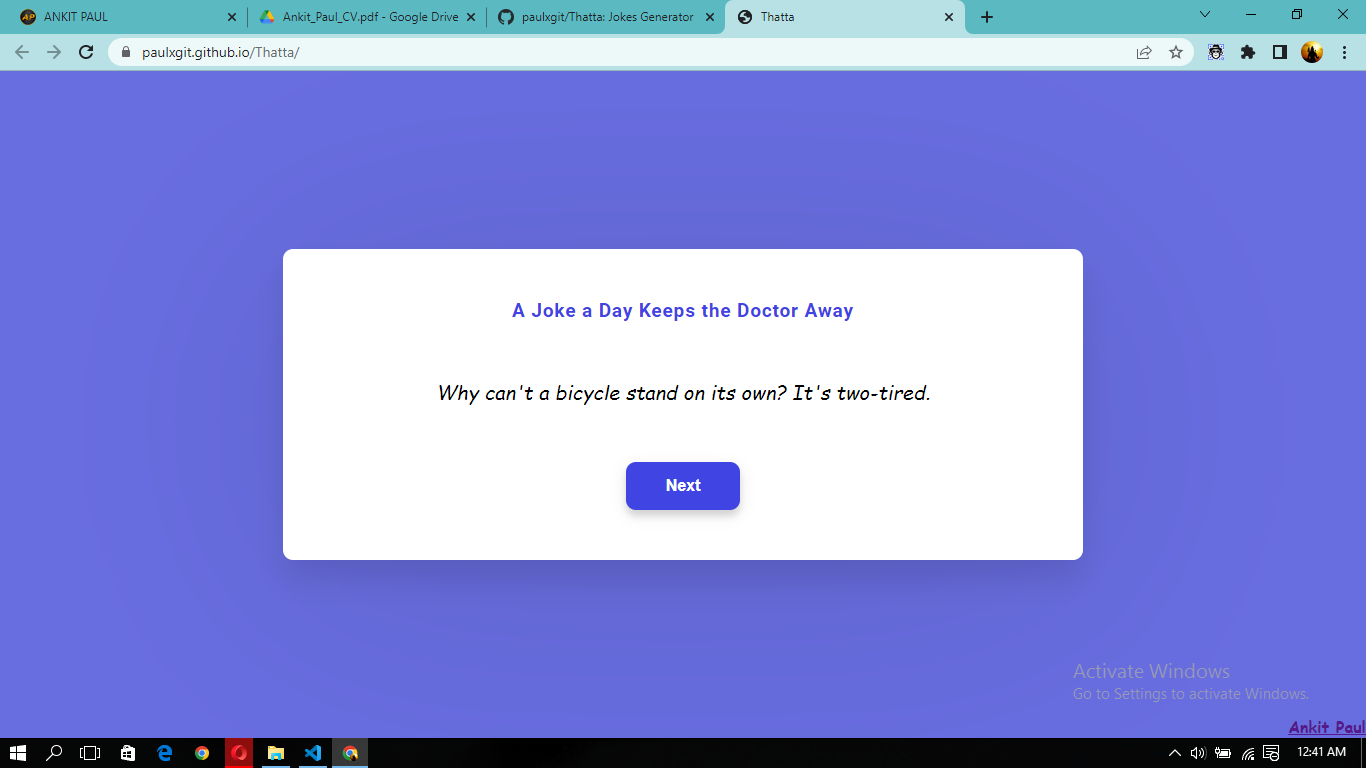 AP
ANKIT PAUL
Ankit_Paul_CV.pdf - Google Drive
paulxgit/Thatta: Jokes Generator
Thatta
paulxgit.github.io/Thatta/
A Joke a Day Keeps the Doctor Away
Why can't a bicycle stand on its own? It's two-tired.
Next
Activate Windows
Go to Settings to activate Windows.
Ankit Paul
12:41 AM